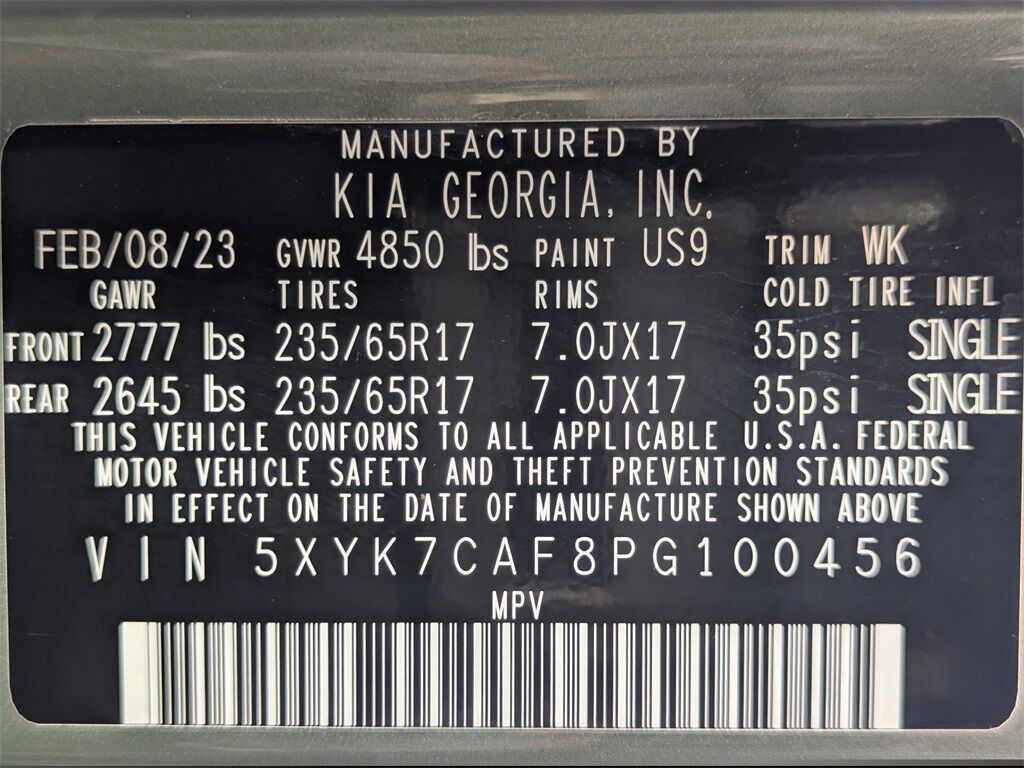 MANUFACTURED BY
KIA GEORGIA, INC.
FEB/08/23 GVWR 4850 lbs PAINT US9 TRIM WK
GAWR TIRES RIMS COLD TIRE INFL
FRONT 2777 lbs 235/65R17 7.0JX17 35psi SINGLE
REAR 2645 lbs 235/65R17 7.0JX17 35psi SINGLE
THIS VEHICLE CONFORMS TO ALL APPLICABLE U.S.A. FEDERAL
MOTOR VEHICLE SAFETY AND THEFT PREVENTION STANDARDS
IN EFFECT ON THE DATE OF MANUFACTURE SHOWN ABOVE
VIN 5XYK7CAF8PG100456
MPV